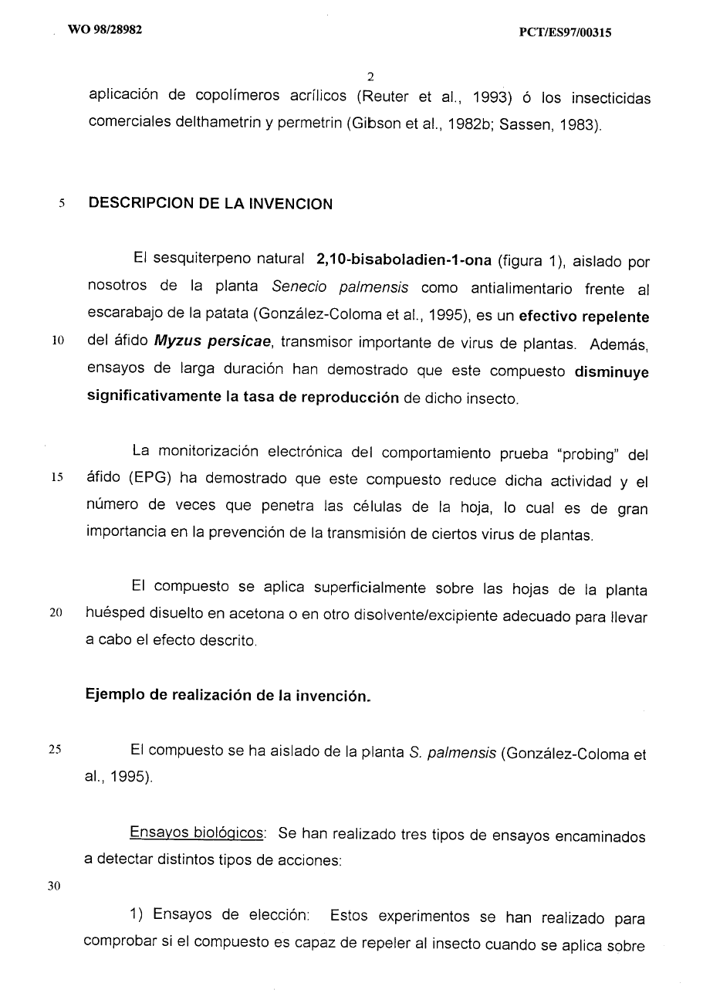 WO 98/28982 PCT/ES97/00315
2
aplicación de copolímeros acrílicos (Reuter et al., 1993) ó los insecticidas
comerciales delthametrin y permetrin (Gibson et al., 1982b; Sassen, 1983).
5 DESCRIPCION DE LA INVENCION
El sesquiterpeno natural 2,10-bisaboladien-1-ona (figura 1), aislado por
nosotros de la planta Senecio palmensis como antialimentario frente al
escarabajo de la patata (González-Coloma et al., 1995), es un efectivo repelente
10 del áfido Myzus persicae, transmisor importante de virus de plantas. Además,
ensayos de larga duración han demostrado que este compuesto disminuye
significativamente la tasa de reproducción de dicho insecto.
La monitorización electrónica del comportamiento prueba “probing” del
15 áfido (EPG) ha demostrado que este compuesto reduce dicha actividad y el
número de veces que penetra las células de la hoja, lo cual es de gran
importancia en la prevención de la transmisión de ciertos virus de plantas.
El compuesto se aplica superficialmente sobre las hojas de la planta
20 huésped disuelto en acetona o en otro disolvente/excipiente adecuado para llevar
a cabo el efecto descrito.
Ejemplo de realización de la invención.
25 El compuesto se ha aislado de la planta S. palmensis (González-Coloma et
al., 1995).
Ensayos biológicos: Se han realizado tres tipos de ensayos encaminados
a detectar distintos tipos de acciones:
30
1) Ensayos de elección: Estos experimentos se han realizado para
comprobar si el compuesto es capaz de repeler al insecto cuando se aplica sobre